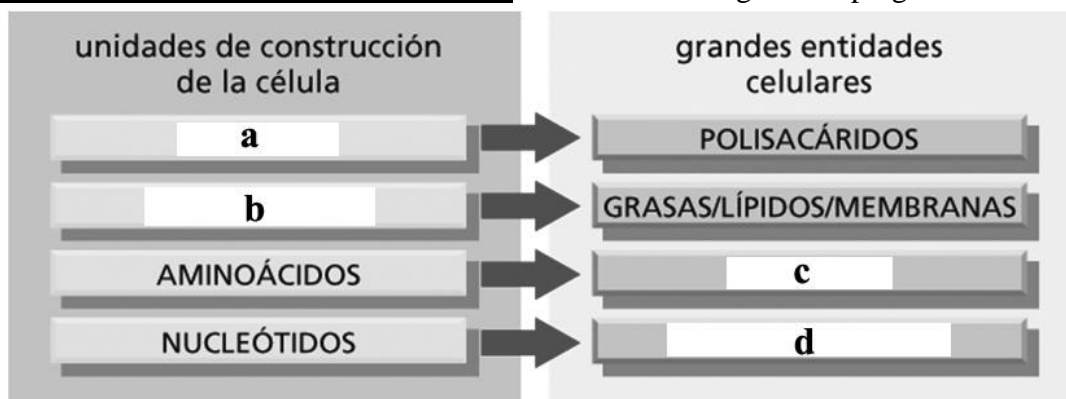 unidades de construcción
de la célula
a
b
AMINOÁCIDOS
NUCLEÓTIDOS
grandes entidades
celulares
POLISACÁRIDOS
GRASAS/LÍPIDOS/MEMBRANAS
c
d